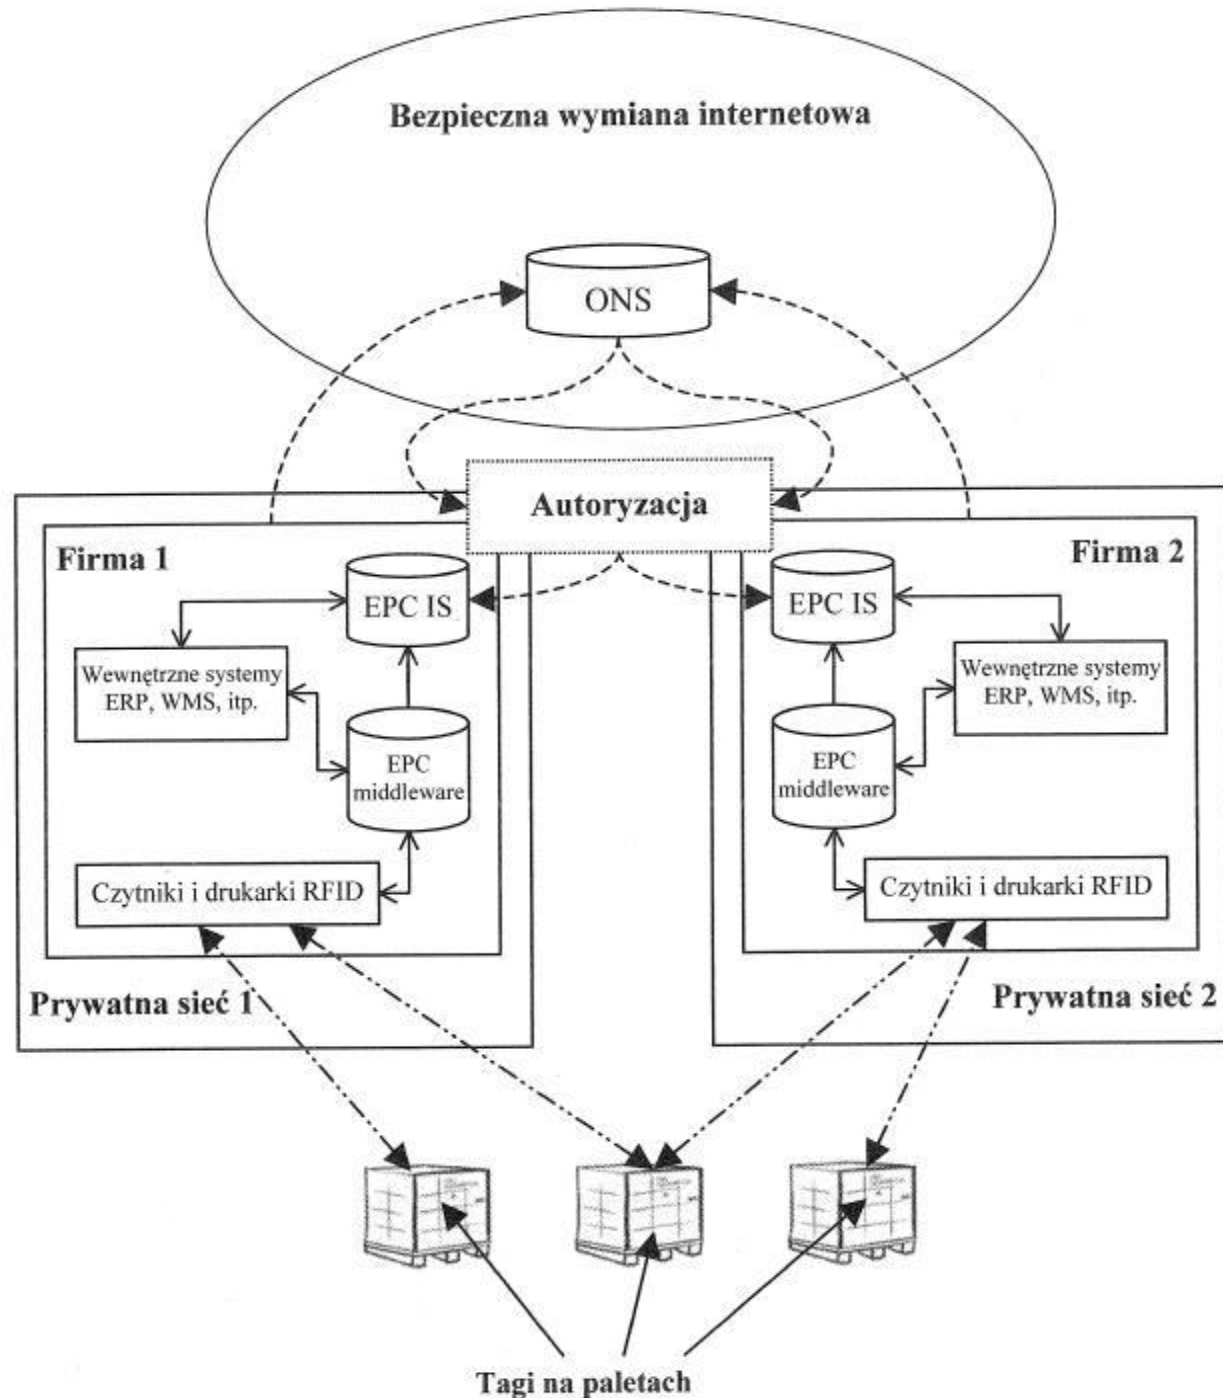 Bezpieczna wymiana internetowa
ONS
Autoryzacja
Firma 1
EPC IS
Wewnętrzne systemy
ERP, WMS, itp.
EPC
middleware
Czytniki i drukarki RFID
Prywatna sieć 1
Firma 2
EPC IS
Wewnętrzne systemy
ERP, WMS, itp.
EPC
middleware
Czytniki i drukarki RFID
Prywatna sieć 2
Tagi na paletach